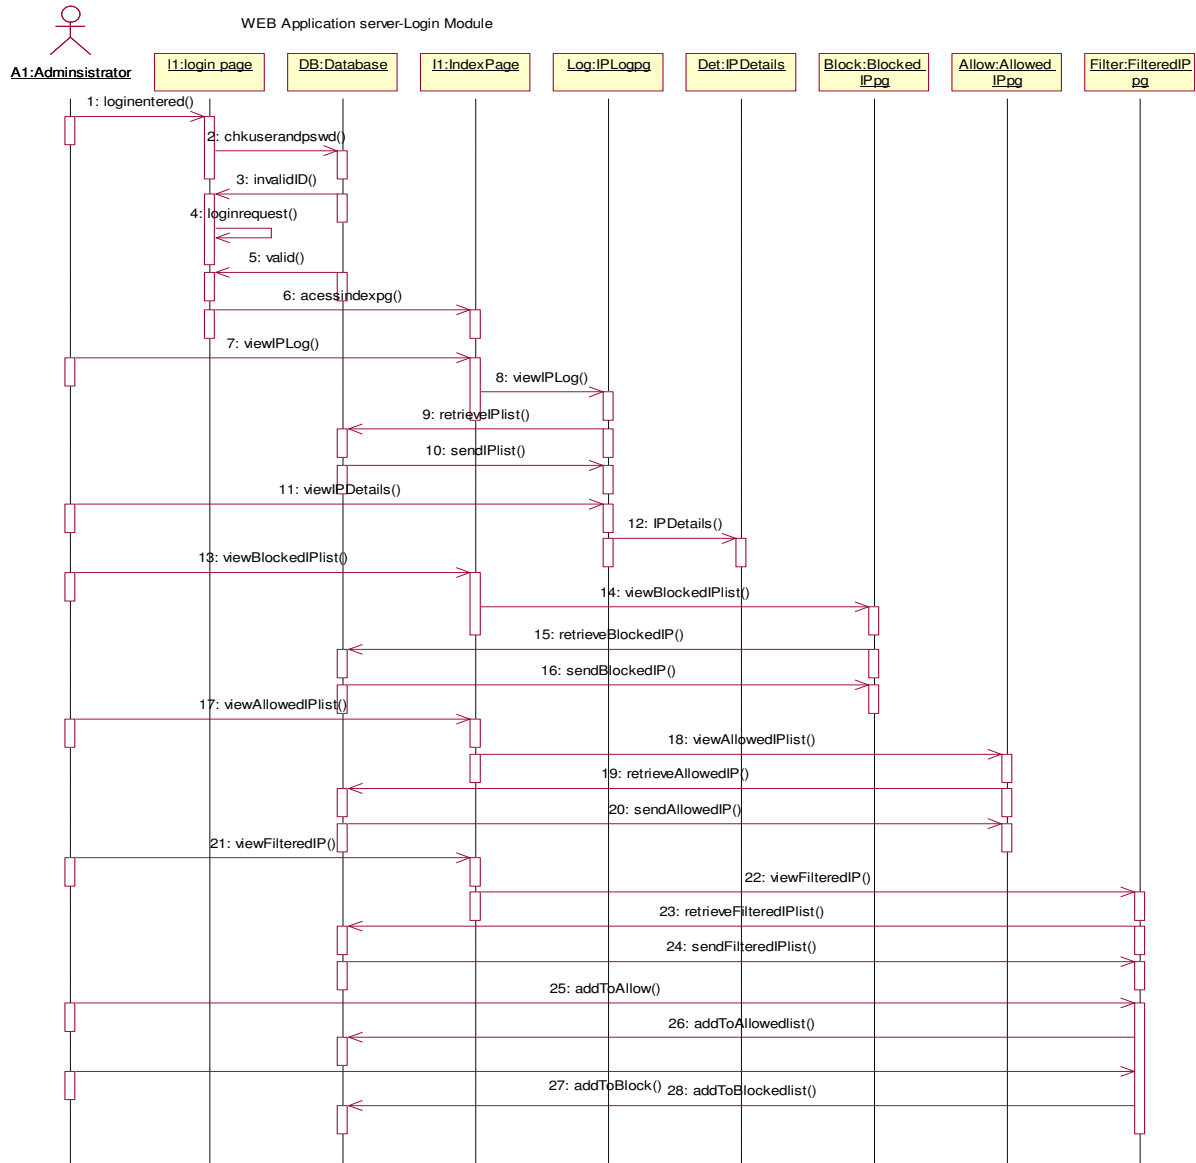 WEB Application server-Login Module
A1:Adminsistrator
l1:login page
DB:Database
I1:IndexPage
Log:IPLogpg
Det:IPDetails
Block:Blocked
IPpg
Allow:Allowed
IPpg
Filter:FilteredIP
pg
1: loginentered()
2: chkuserandpswd()
3: invalidID()
4: loginrequest()
5: valid()
6: acessindexpg()
7: viewIPLog()
8: viewIPLog()
9: retrieveIPlist()
10: sendIPlist()
11: viewIPDetails()
12: IPDetails()
13: viewBlockedIPlist()
14: viewBlockedIPlist()
15: retrieveBlockedIP()
16: sendBlockedIP()
17: viewAllowedIPlist()
18: viewAllowedIPlist()
19: retrieveAllowedIP()
20: sendAllowedIP()
21: viewFilteredIP()
22: viewFilteredIP()
23: retrieveFilteredIPlist()
24: sendFilteredIPlist()
25: addToAllow()
26: addToAllowedlist()
27: addToBlock()
28: addToBlockedlist()